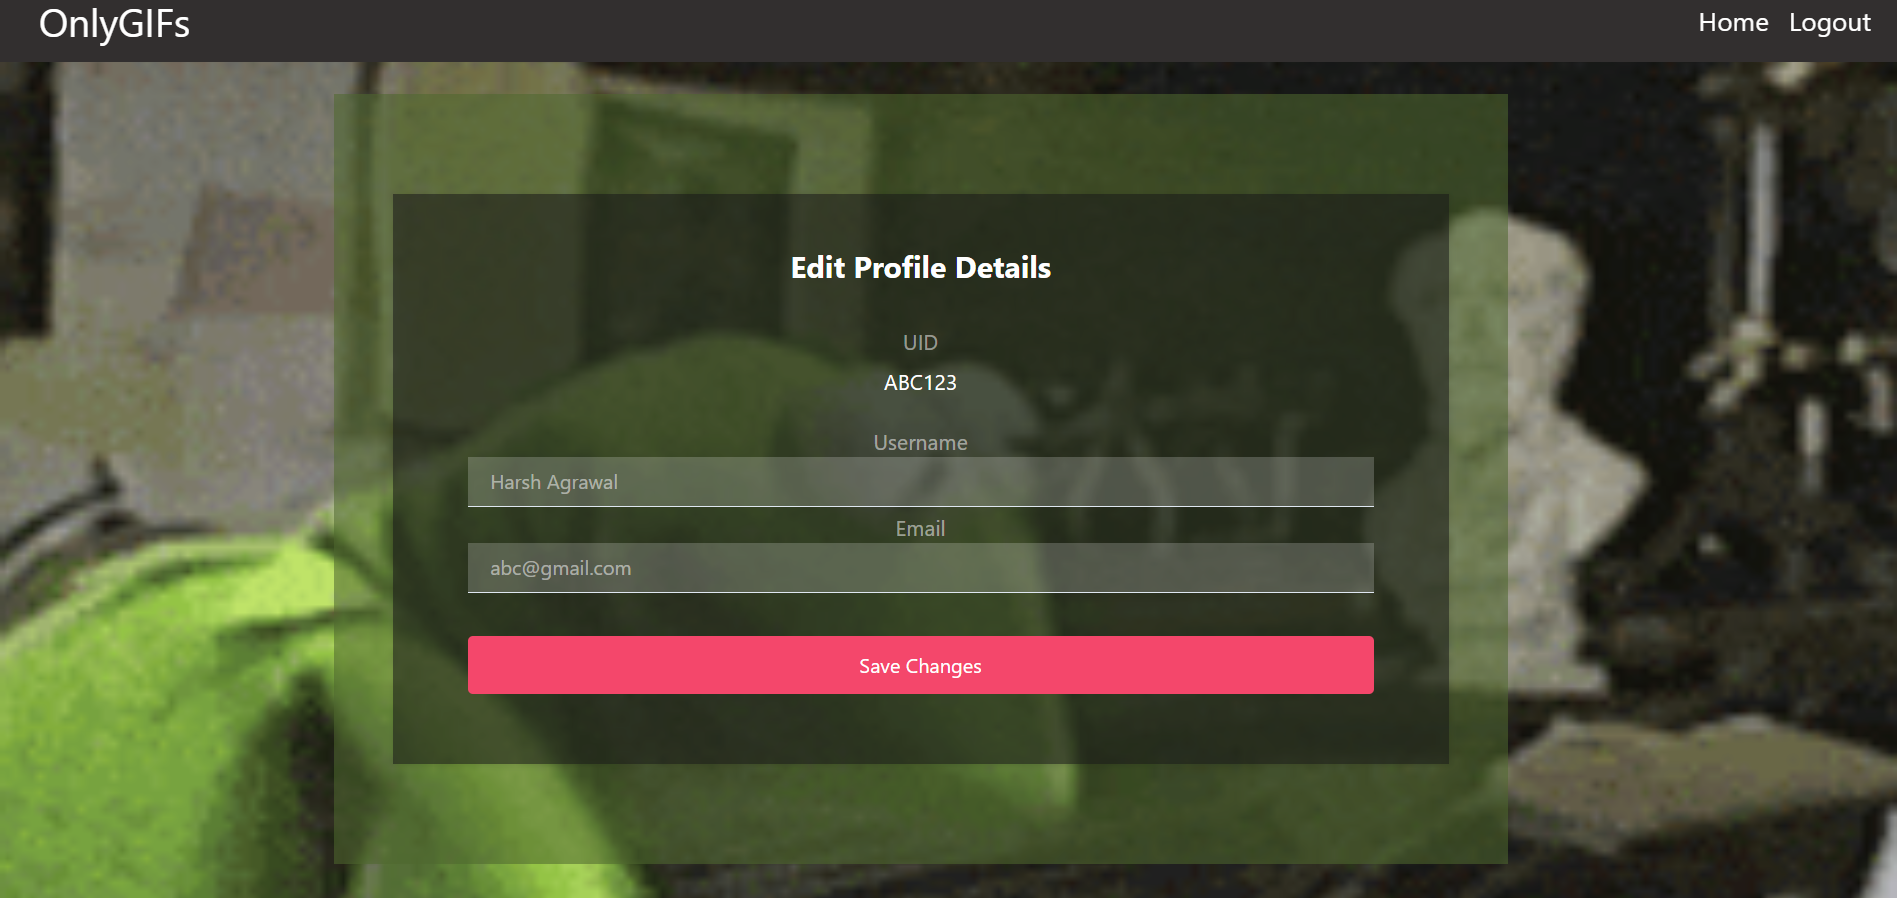 OnlyGIFs
Home Logout
Edit Profile Details
UID
ABC123
Username
Harsh Agrawal
Email
abc@gmail.com
Save Changes